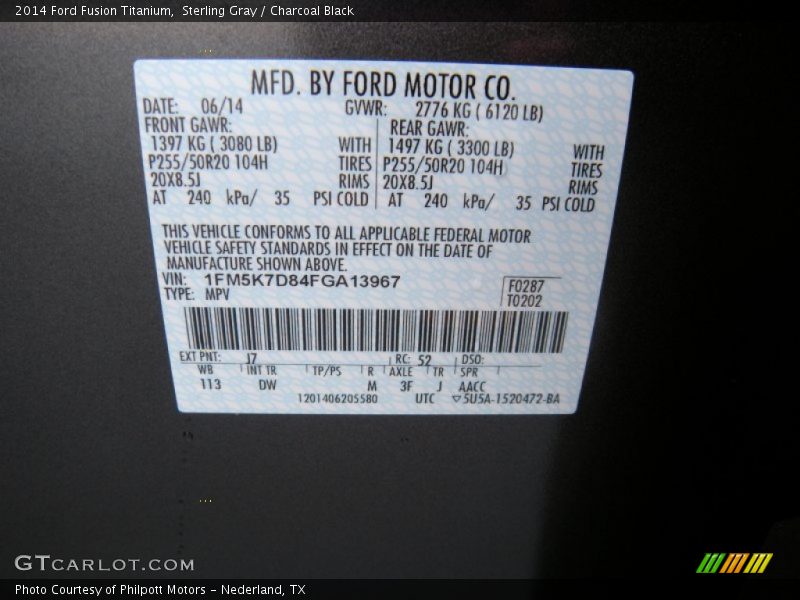 2014 Ford Fusion Titanium,  Sterling Gray / Charcoal Black
MFD. BY FORD MOTOR CO.
DATE: 06/14 GVWR: 2776 KG ( 6120 LB)
FRONT GAWR: REAR GAWR:
1397 KG ( 3080 LB) WITH 1497 KG ( 3300 LB) WITH
P255/50R20 104H TIRES P255/50R20 104H TIRES
20X8.5J RIMS 20X8.5J RIMS
AT 240 kPa/ 35 PSI COLD AT 240 kPa/ 35 PSI COLD
THIS VEHICLE CONFORMS TO ALL APPLICABLE FEDERAL MOTOR
VEHICLE SAFETY STANDARDS IN EFFECT ON THE DATE OF
MANUFACTURE SHOWN ABOVE.
VIN: 1FM5K7D84FGA13967 F0287
TYPE: MPV T0202
EXT PNT: J7 RC: 52 DSO:
WB INT TR TP/PS R AXLE TR SPR
113 DW M 3F J AACC
1201406205580 UTC ▽5U5A-1520472-BA
GTCARLOT.COM
Photo Courtesy of Philpott Motors - Nederland, TX